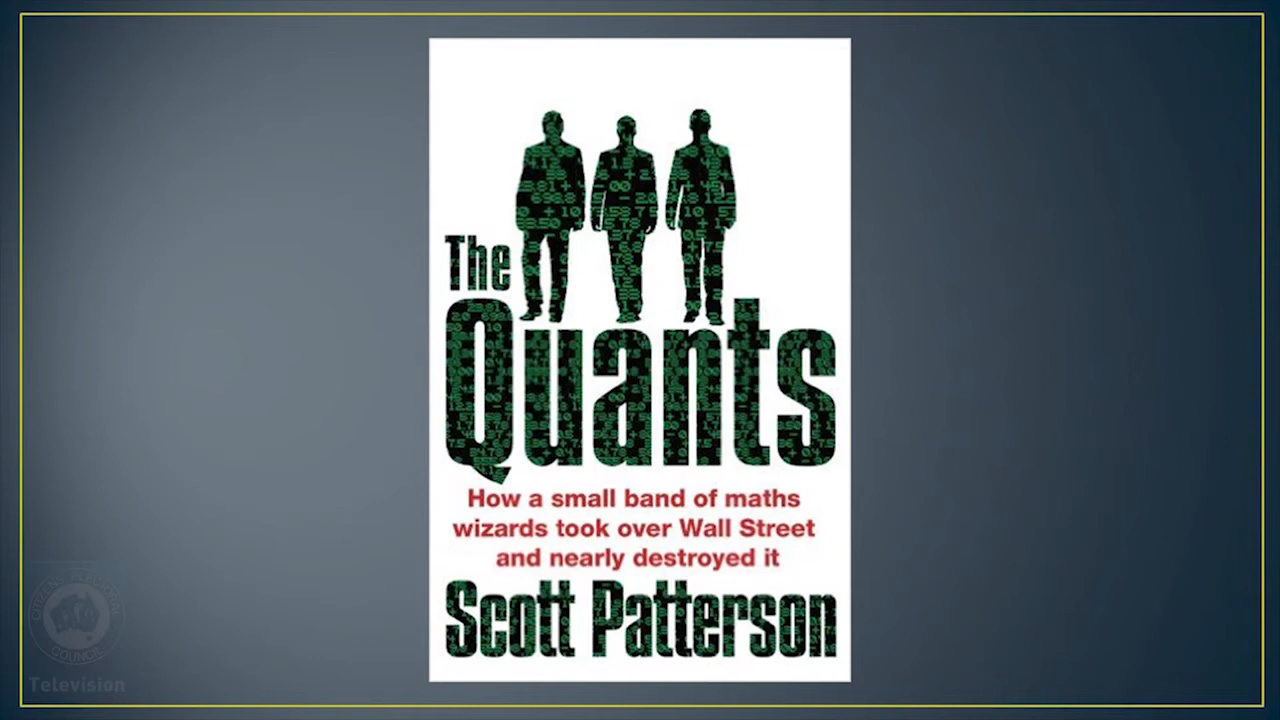 The
Quants
How a small band of maths
wizards took over Wall Street
and nearly destroyed it
Scott Patterson
COUNCIL
Television